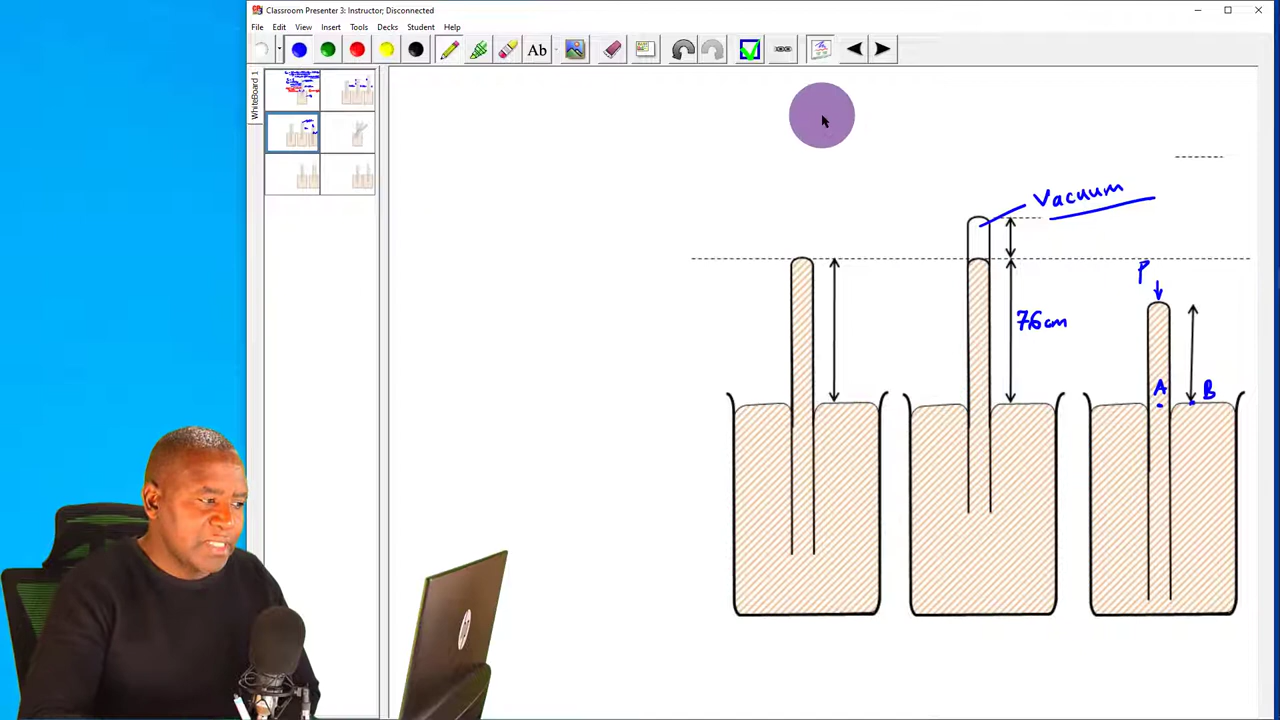 Classroom Presenter 3: Instructor; Disconnected
File Edit View Insert Tools Decks Student Help
Ab
WhiteBoard 1
Vacuum
P
76cm
A
B